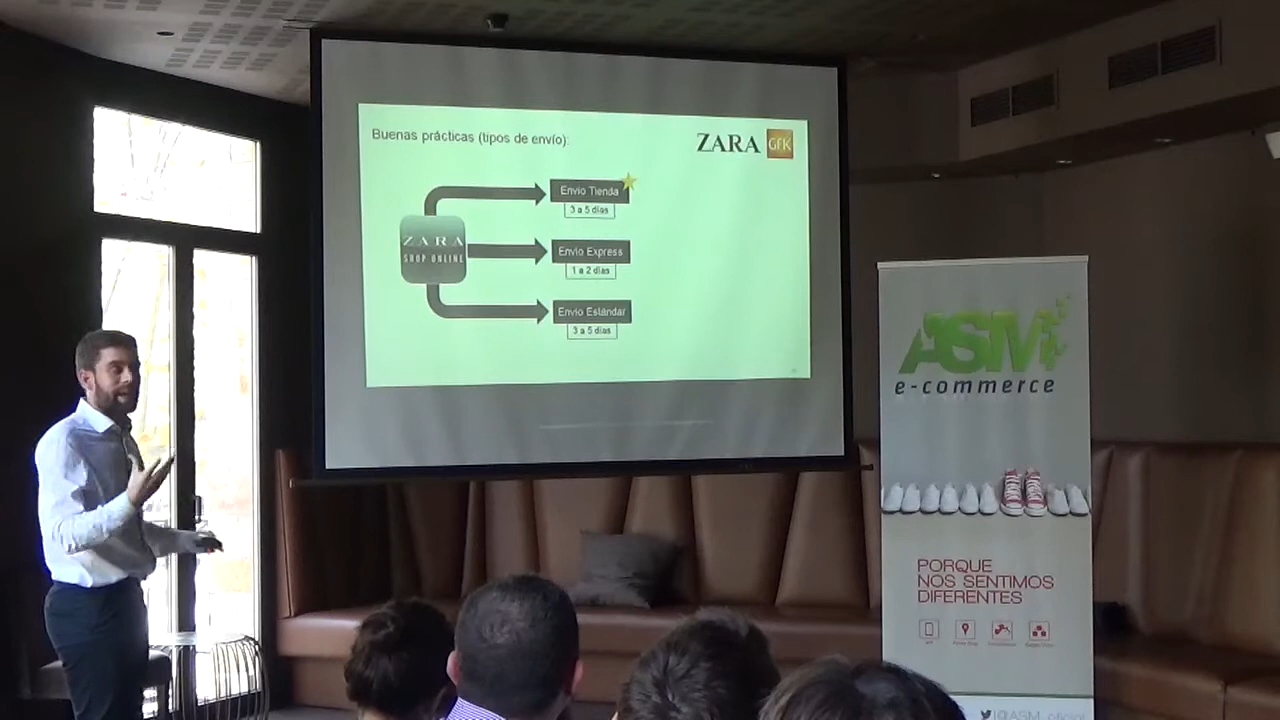 Buenas prácticas (tipos de envío):
ZARA
GfK
ZARA
SHOP ONLINE
Envío Tienda
3 a 5 días
Envío Express
1 a 2 días
Envío Estándar
3 a 5 días
ASM
e-commerce
PORQUE
NOS SENTIMOS
DIFERENTES
@ASM_oficial